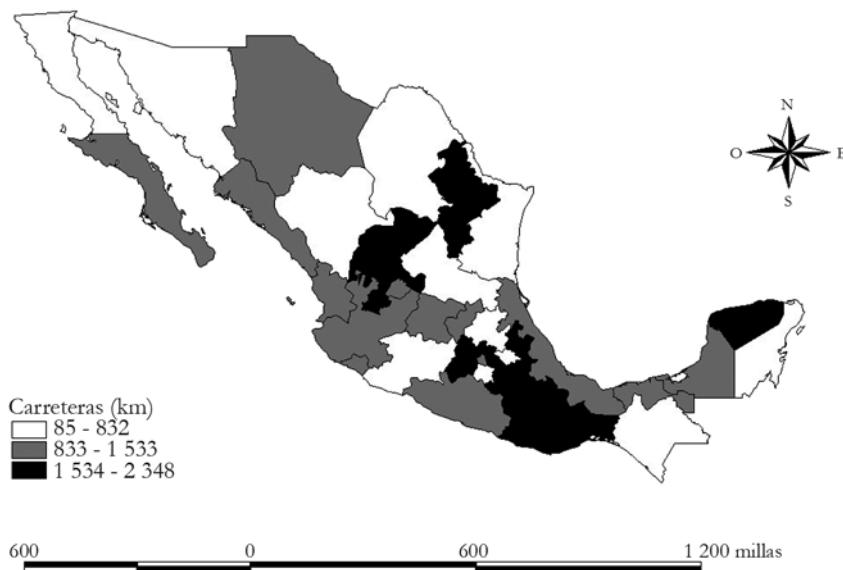 N
O E
S
Carreteras (km)
85 - 832
833 - 1 533
1 534 - 2 348
600 0 600 1 200 millas